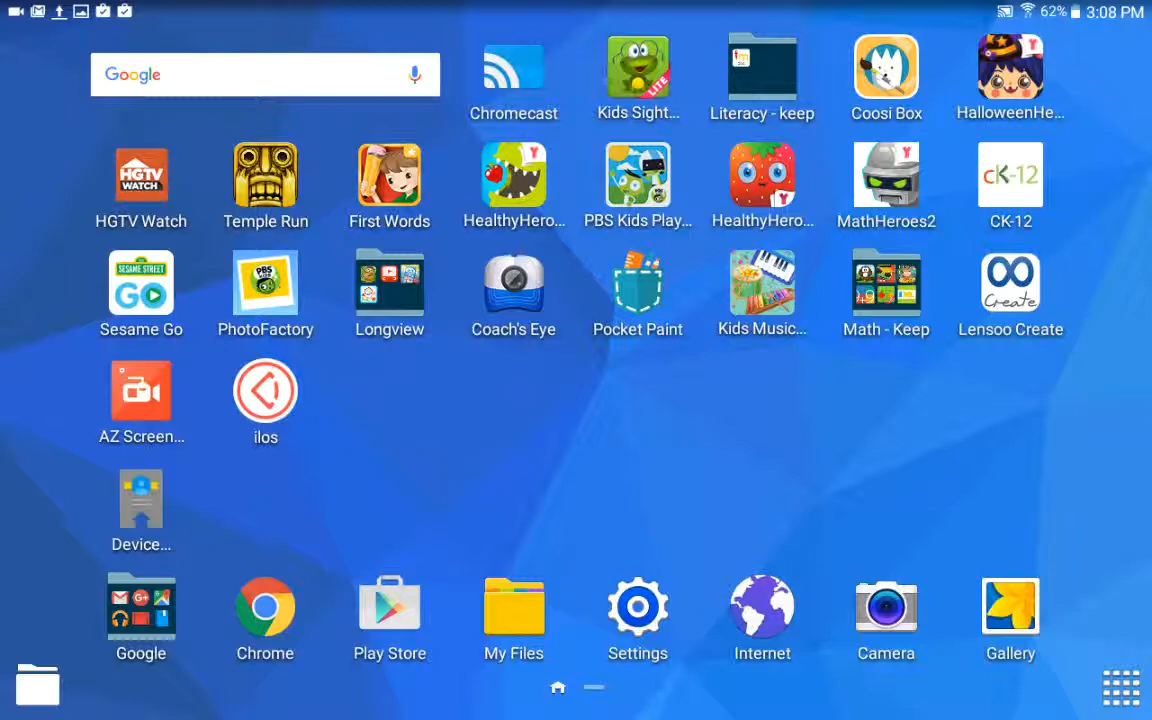 62% 3:08 PM
Google
Chromecast
Kids Sight...
LITE
Literacy - keep
Coosi Box
HalloweenHe...
Y
HGTV
WATCH
HGTV Watch
Temple Run
First Words
HealthyHero...
Y
PBS Kids Play...
HealthyHero...
Y
MathHeroes2
Y
cK-12
CK-12
SESAME STREET
GO
Sesame Go
PBS
KIDS
PhotoFactory
Longview
Coach's Eye
Pocket Paint
Kids Music...
Math - Keep
Create
Lensoo Create
AZ Screen...
ilos
Device...
Google
Chrome
Play Store
My Files
Settings
Internet
Camera
Gallery